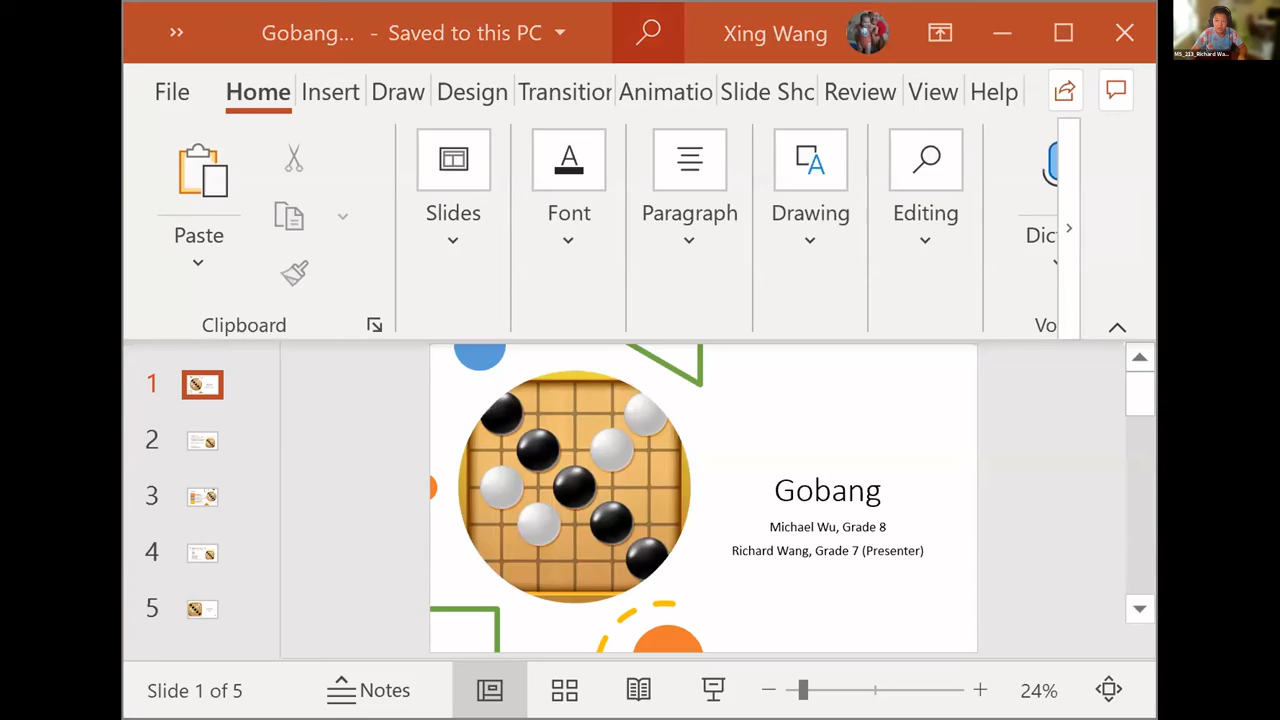 Gobang... - Saved to this PC
Xing Wang
File Home Insert Draw Design Transition Animatio Slide Shc Review View Help
Paste
Slides
Font
Paragraph
Drawing
Editing
Dic
Clipboard
Vo
1
2
3
4
5
Gobang
Michael Wu, Grade 8
Richard Wang, Grade 7 (Presenter)
Slide 1 of 5
Notes
24%